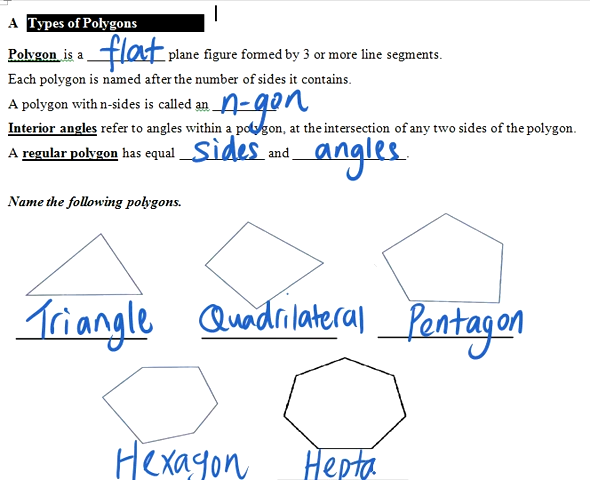 A Types of Polygons
Polygon is a flat plane figure formed by 3 or more line segments.
Each polygon is named after the number of sides it contains.
A polygon with n-sides is called an n-gon
Interior angles refer to angles within a polygon, at the intersection of any two sides of the polygon.
A regular polygon has equal sides and angles.
Name the following polygons.
Triangle Quadrilateral Pentagon
Hexagon Hepta